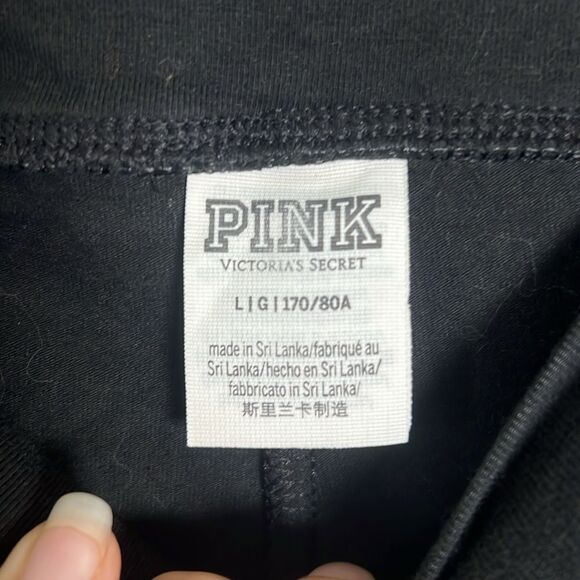 PINK
VICTORIA'S SECRET
L | G | 170/80A
made in Sri Lanka/fabriqué au
Sri Lanka/hecho en Sri Lanka/
fabbricato in Sri Lanka/
斯里兰卡制造